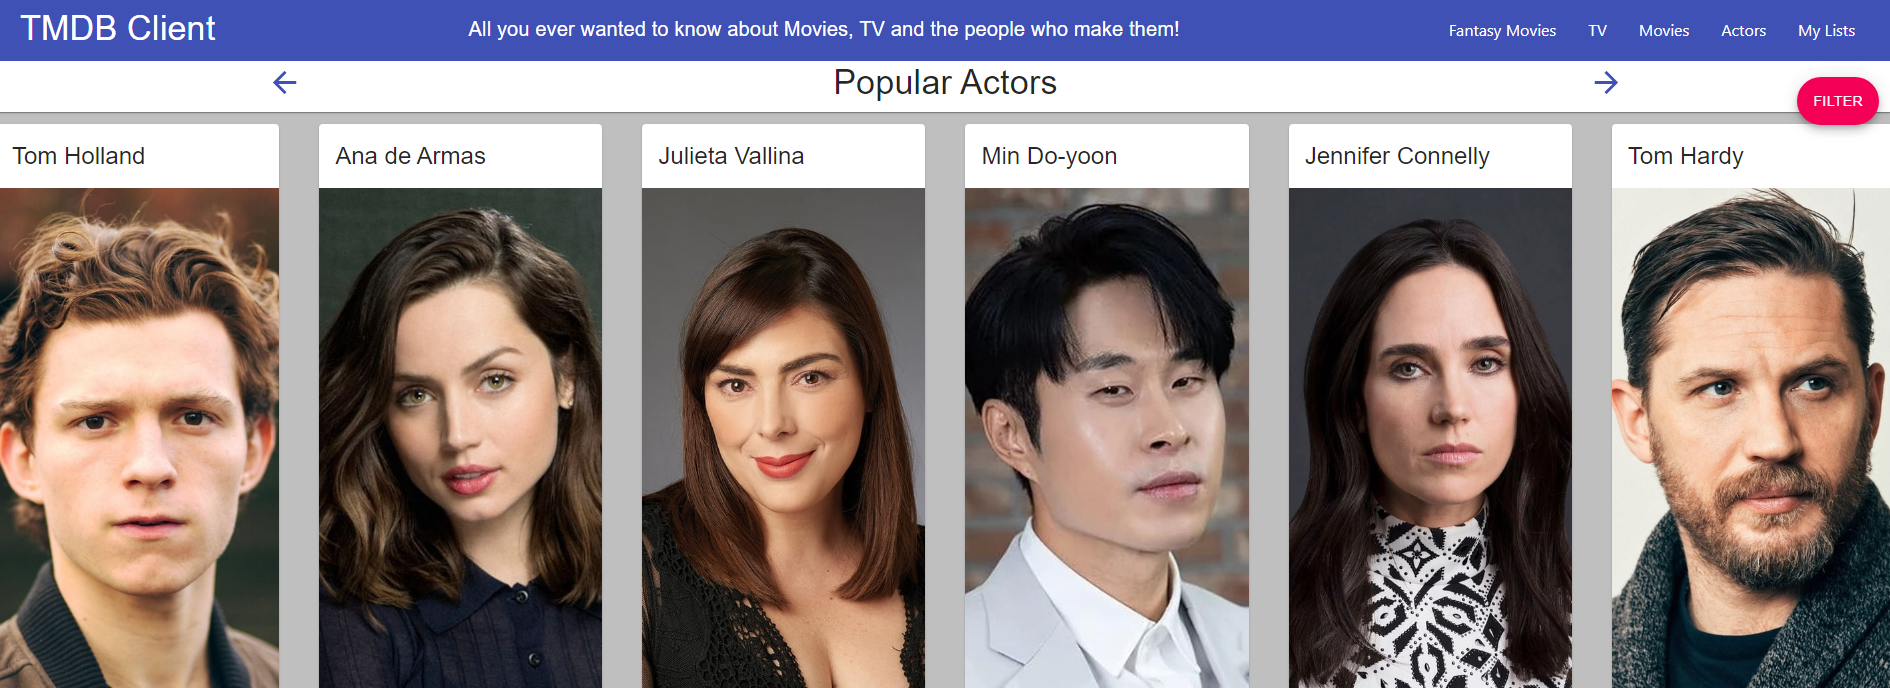 TMDB Client
All you ever wanted to know about Movies, TV and the people who make them!
Fantasy Movies
TV
Movies
Actors
My Lists
Popular Actors
FILTER
Tom Holland
Ana de Armas
Julieta Vallina
Min Do-yoon
Jennifer Connelly
Tom Hardy